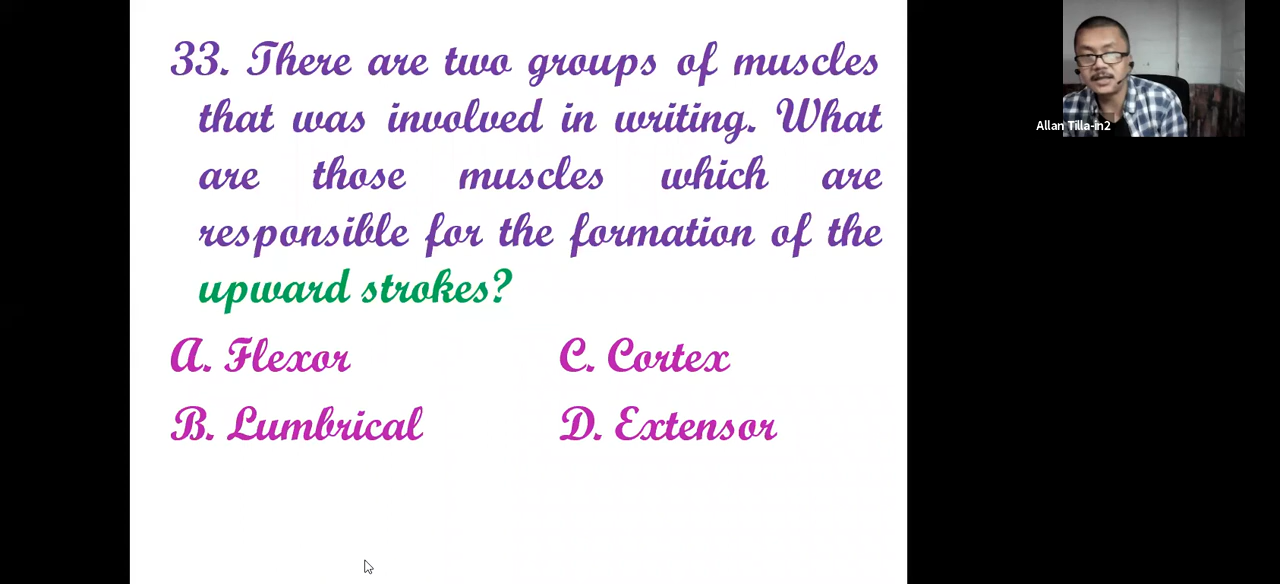 33. There are two groups of muscles
that was involved in writing. What
are those muscles which are
responsible for the formation of the
upward strokes?
A. Flexor
C. Cortex
B. Lumbrical
D. Extensor
Allan Tilla-in2